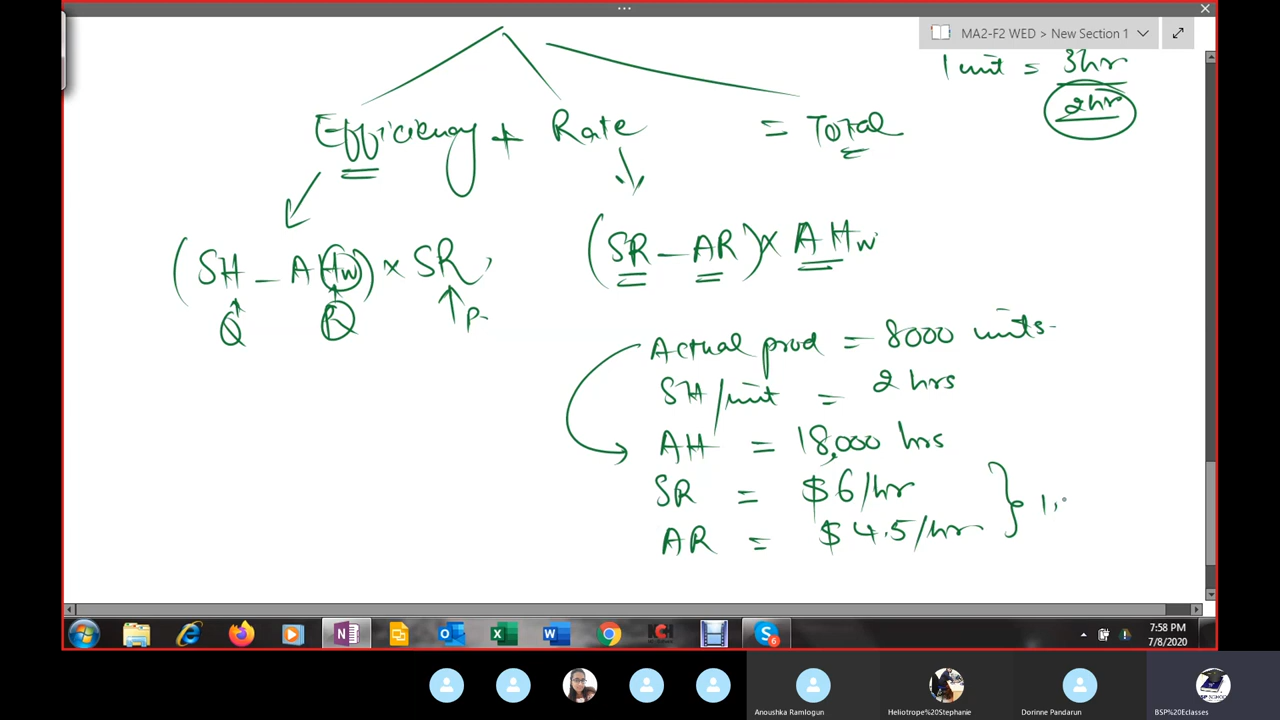 MA2-F2 WED > New Section 1
1 unit = 3hr
2hr
Efficiency + Rate = Total
(SH - AHw) × SR
(SR - AR) × AHw
Q
P
Actual prod = 8000 units
SH/unit = 2 hrs
AH = 18,000 hrs
SR = $6/hr
AR = $4.5/hr
7:58 PM
7/8/2020
Anoushka Ramlogun
Heliotrope%20Stephanie
Dorinne Pandarun
BSP%20Eclasses